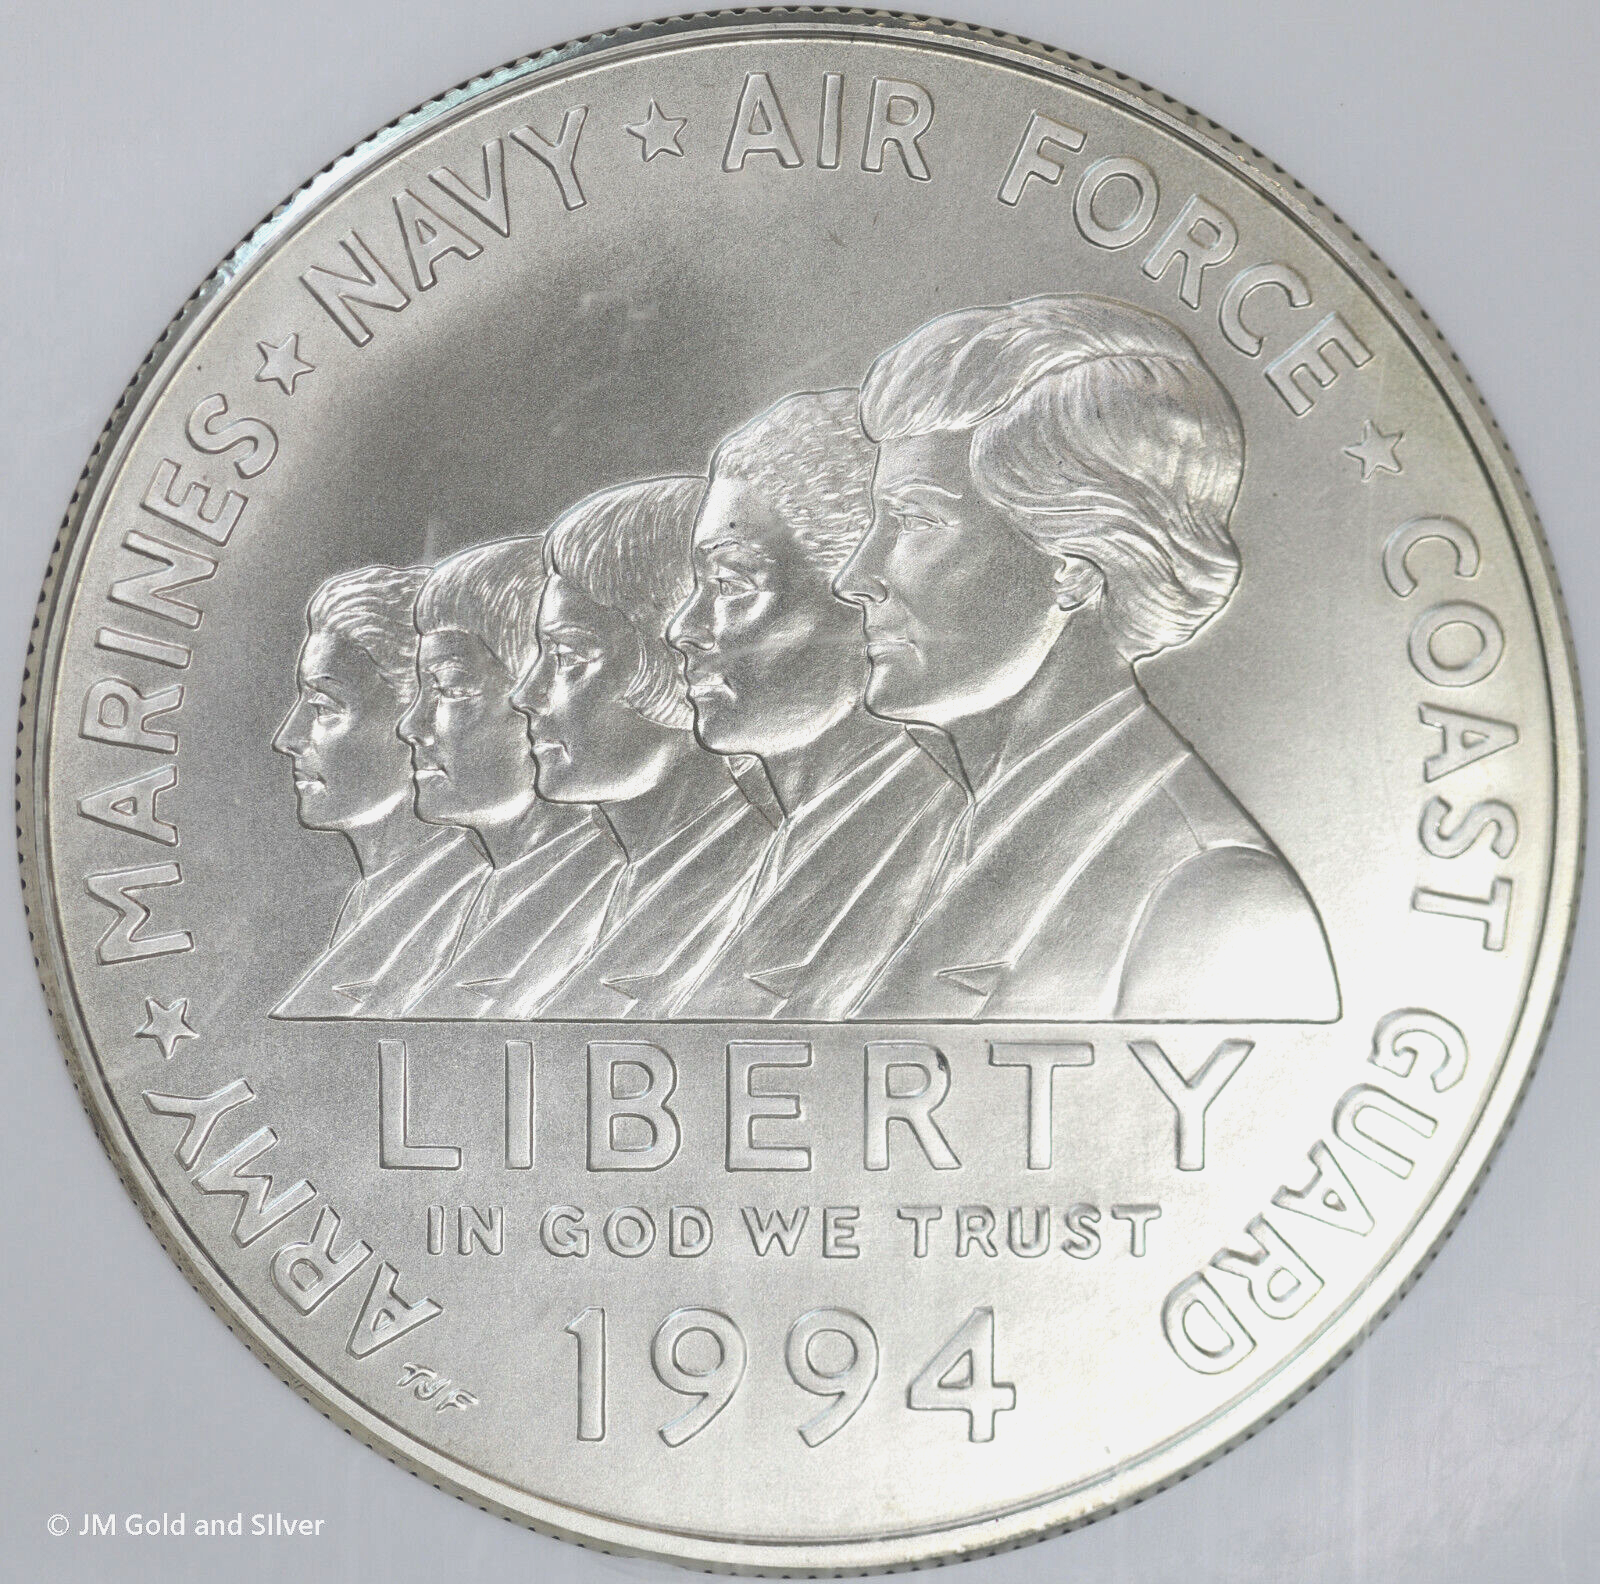 ARMY ★ MARINES ★ NAVY ★ AIR FORCE ★ COAST GUARD
LIBERTY
IN GOD WE TRUST
1994
TJF
© JM Gold and Silver